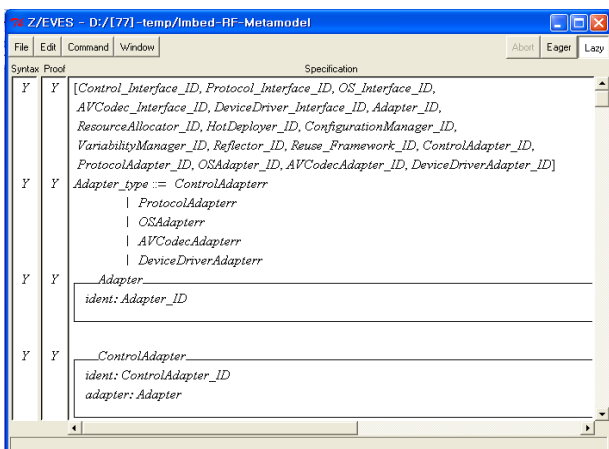 Z/EVES - D:/[77]-temp/Imbed-RF-Metamodel
File Edit Command Window Abort Eager Lazy
Syntax Proof Specification
Y Y [Control_Interface_ID, Protocol_Interface_ID, OS_Interface_ID,
AVCodec_Interface_ID, DeviceDriver_Interface_ID, Adapter_ID,
ResourceAllocator_ID, HotDeployer_ID, ConfigurationManager_ID,
VariabilityManager_ID, Reflector_ID, Reuse_Framework_ID, ControlAdapter_ID,
ProtocolAdapter_ID, OSAdapter_ID, AVCodecAdapter_ID, DeviceDriverAdapter_ID]
Y Y Adapter_type ::= ControlAdapterr
| ProtocolAdapterr
| OSAdapterr
| AVCodecAdapterr
| DeviceDriverAdapterr
Y Y Adapter
ident: Adapter_ID
Y Y ControlAdapter
ident: ControlAdapter_ID
adapter: Adapter